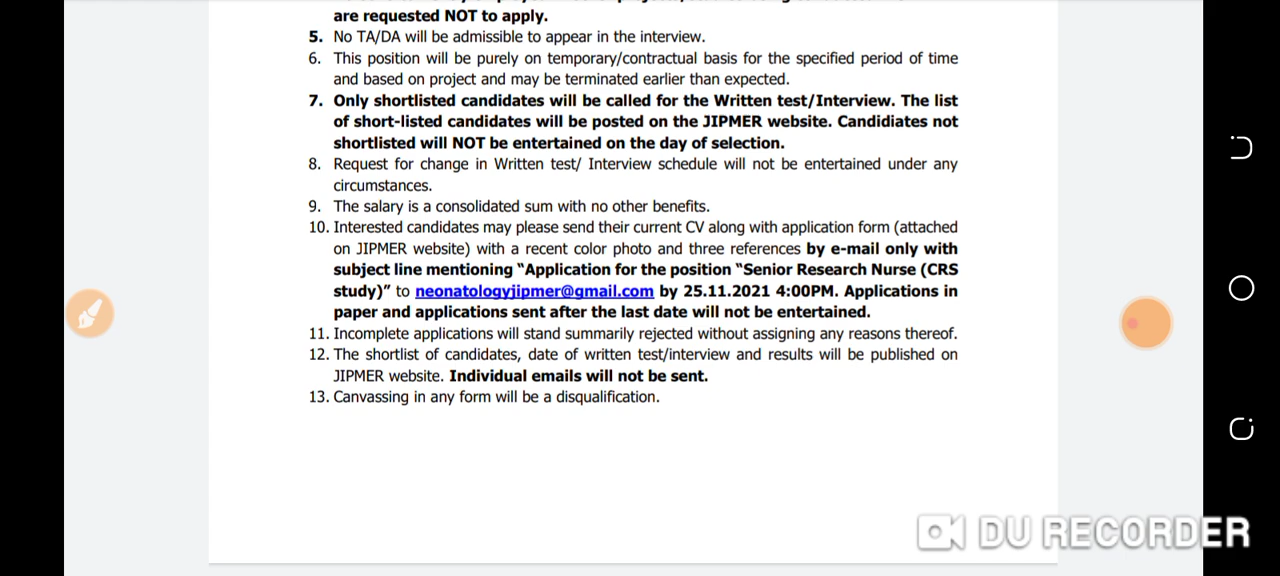 are requested NOT to apply.
5. No TA/DA will be admissible to appear in the interview.
6. This position will be purely on temporary/contractual basis for the specified period of time
and based on project and may be terminated earlier than expected.
7. Only shortlisted candidates will be called for the Written test/Interview. The list
of short-listed candidates will be posted on the JIPMER website. Candidiates not
shortlisted will NOT be entertained on the day of selection.
8. Request for change in Written test/ Interview schedule will not be entertained under any
circumstances.
9. The salary is a consolidated sum with no other benefits.
10. Interested candidates may please send their current CV along with application form (attached
on JIPMER website) with a recent color photo and three references by e-mail only with
subject line mentioning "Application for the position "Senior Research Nurse (CRS
study)" to neonatologyjipmer@gmail.com by 25.11.2021 4:00PM. Applications in
paper and applications sent after the last date will not be entertained.
11. Incomplete applications will stand summarily rejected without assigning any reasons thereof.
12. The shortlist of candidates, date of written test/interview and results will be published on
JIPMER website. Individual emails will not be sent.
13. Canvassing in any form will be a disqualification.
DU RECORDER